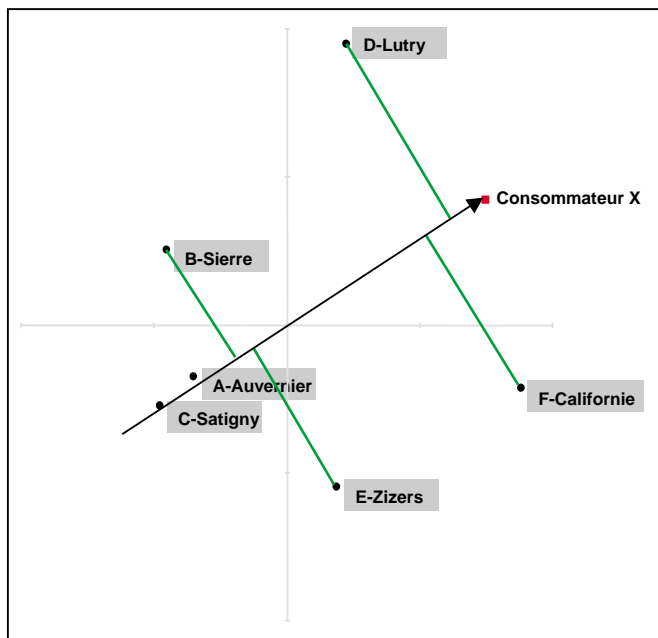 D-Lutry
Consommateur X
B-Sierre
A-Auvernier
F-Californie
C-Satigny
E-Zizers